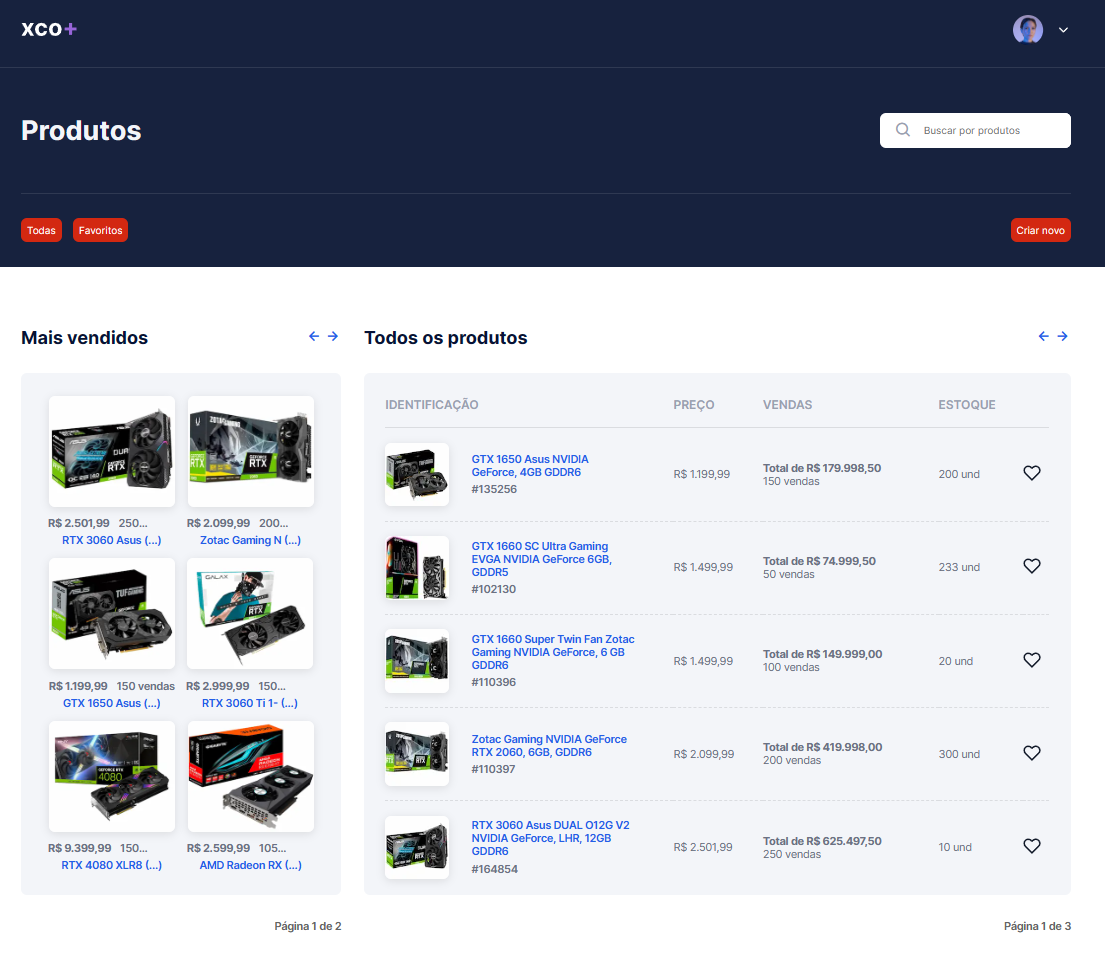 xco+
Produtos
Buscar por produtos
Todas
Favoritos
Criar novo
Mais vendidos
R$ 2.501,99 250...
RTX 3060 Asus (...)
R$ 2.099,99 200...
Zotac Gaming N (...)
R$ 1.199,99 150 vendas
GTX 1650 Asus (...)
R$ 2.999,99 150...
RTX 3060 Ti 1- (...)
R$ 9.399,99 150...
RTX 4080 XLR8 (...)
R$ 2.599,99 105...
AMD Radeon RX (...)
Página 1 de 2
Todos os produtos
IDENTIFICAÇÃO PREÇO VENDAS ESTOQUE
GTX 1650 Asus NVIDIA
GeForce, 4GB GDDR6
#135256
R$ 1.199,99
Total de R$ 179.998,50
150 vendas
200 und
GTX 1660 SC Ultra Gaming
EVGA NVIDIA GeForce 6GB,
GDDR5
#102130
R$ 1.499,99
Total de R$ 74.999,50
50 vendas
233 und
GTX 1660 Super Twin Fan Zotac
Gaming NVIDIA GeForce, 6 GB
GDDR6
#110396
R$ 1.499,99
Total de R$ 149.999,00
100 vendas
20 und
Zotac Gaming NVIDIA GeForce
RTX 2060, 6GB, GDDR6
#110397
R$ 2.099,99
Total de R$ 419.998,00
200 vendas
300 und
RTX 3060 Asus DUAL O12G V2
NVIDIA GeForce, LHR, 12GB
GDDR6
#164854
R$ 2.501,99
Total de R$ 625.497,50
250 vendas
10 und
Página 1 de 3